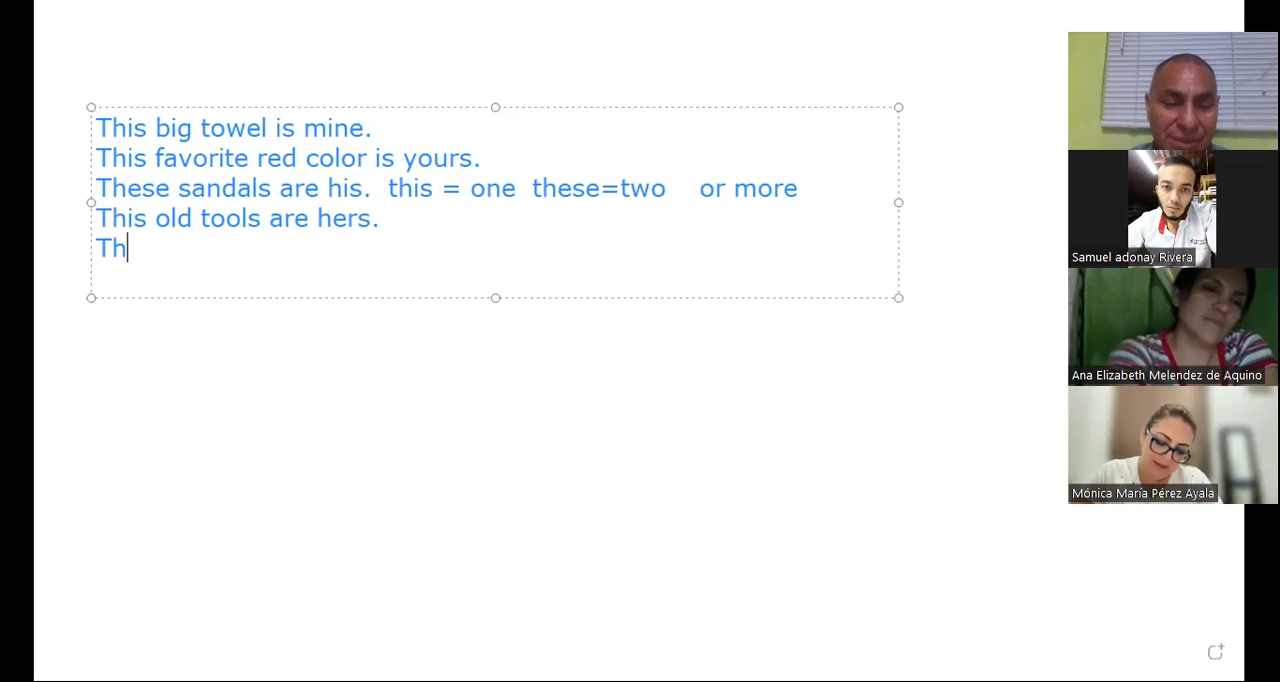 This big towel is mine.
This favorite red color is yours.
These sandals are his.  this = one  these=two    or more
This old tools are hers.
Th
Samuel adonay Rivera
Ana Elizabeth Melendez de Aquino
Mónica María Pérez Ayala